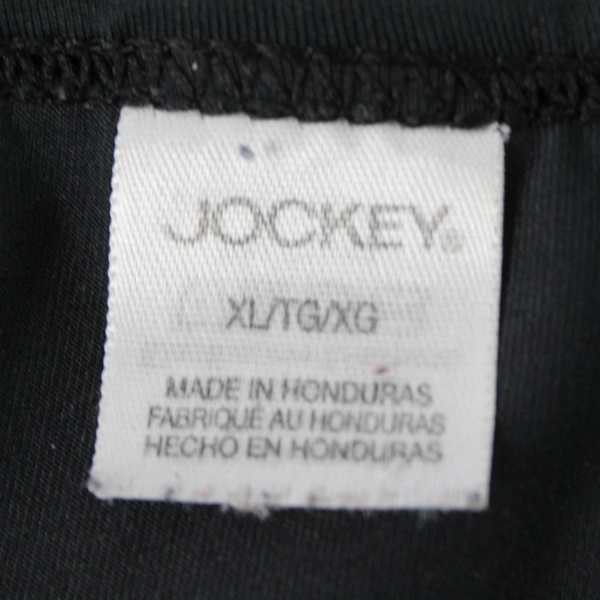 JOCKEY®
XL/TG/XG
MADE IN HONDURAS
FABRIQUÉ AU HONDURAS
HECHO EN HONDURAS